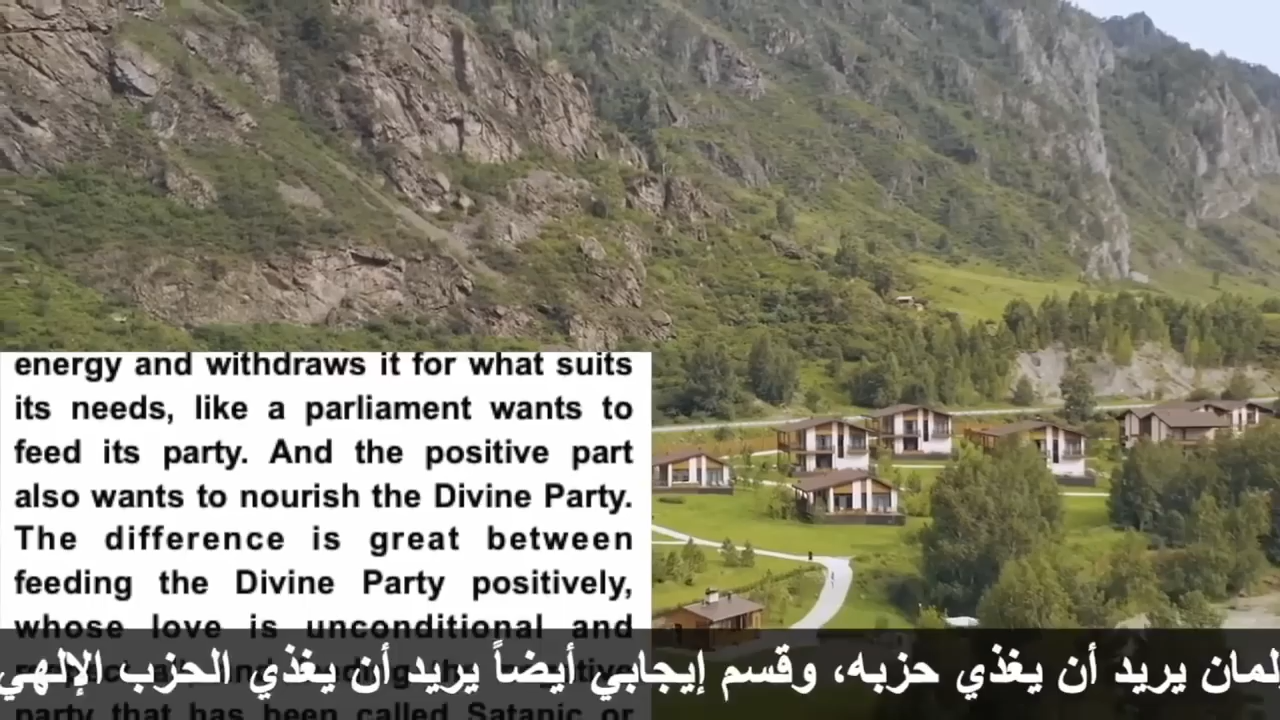 energy and withdraws it for what suits
its needs, like a parliament wants to
feed its party. And the positive part
also wants to nourish the Divine Party.
The difference is great between
feeding the Divine Party positively,
whose love is unconditional and
party that has been called Satanic or
لمان يريد أن يغذي حزبه، وقسم إيجابي أيضاً يريد أن يغذي الحزب الإلهي